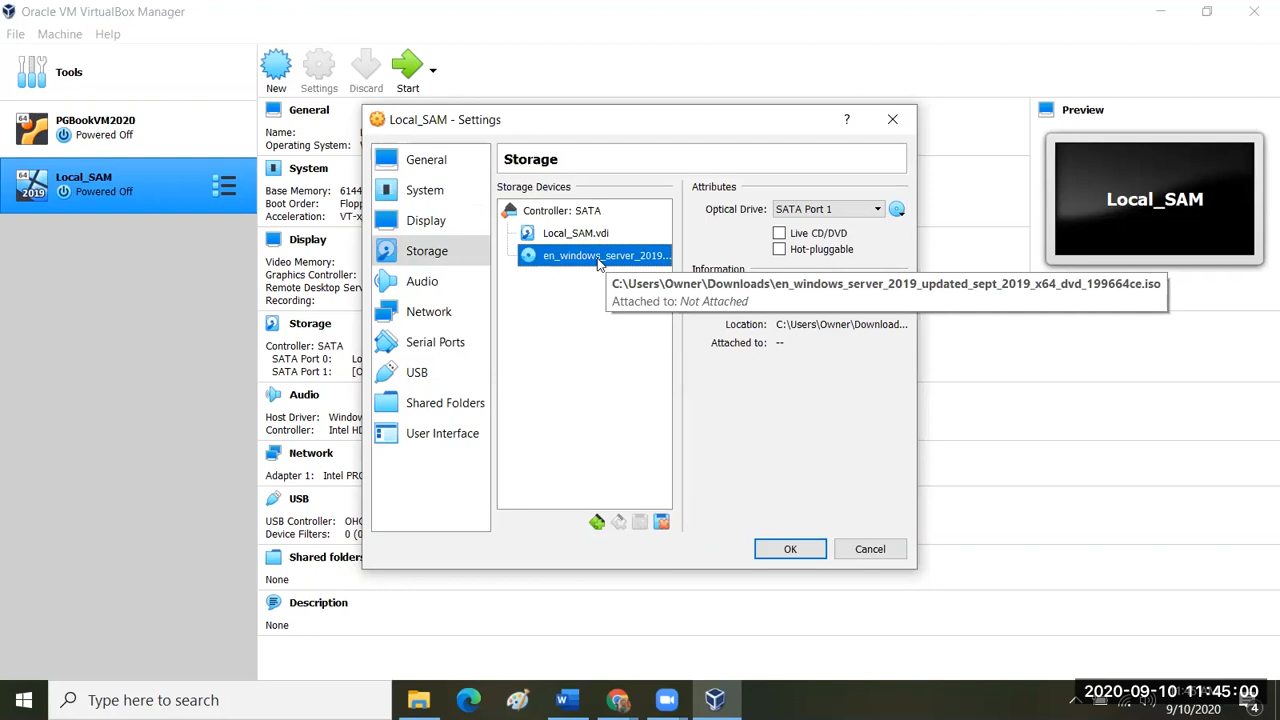 Oracle VM VirtualBox Manager
File Machine Help
Tools
New Settings Discard Start
64
PGBookVM2020
Powered Off
64
2019
Local_SAM
Powered Off
General
Name:
Operating System:
System
Base Memory: 6144
Boot Order: Flopp
Acceleration: VT-x
Display
Video Memory:
Graphics Controller:
Remote Desktop Serve
Recording:
Storage
Controller: SATA
SATA Port 0: Lo
SATA Port 1: [O
Audio
Host Driver: Window
Controller: Intel HD
Network
Adapter 1: Intel PRO
USB
USB Controller: OHC
Device Filters: 0 (0
Shared folders
None
Description
None
Preview
Local_SAM
Local_SAM - Settings
?
General
System
Display
Storage
Audio
Network
Serial Ports
USB
Shared Folders
User Interface
Storage
Storage Devices
Controller: SATA
Local_SAM.vdi
en_windows_server_2019...
Attributes
Optical Drive: SATA Port 1
Live CD/DVD
Hot-pluggable
Information
C:\Users\Owner\Downloads\en_windows_server_2019_updated_sept_2019_x64_dvd_199664ce.iso
Attached to: Not Attached
Location: C:\Users\Owner\Download...
Attached to: --
OK Cancel
Type here to search
2020-09-10 11:45:00
9/10/2020
4